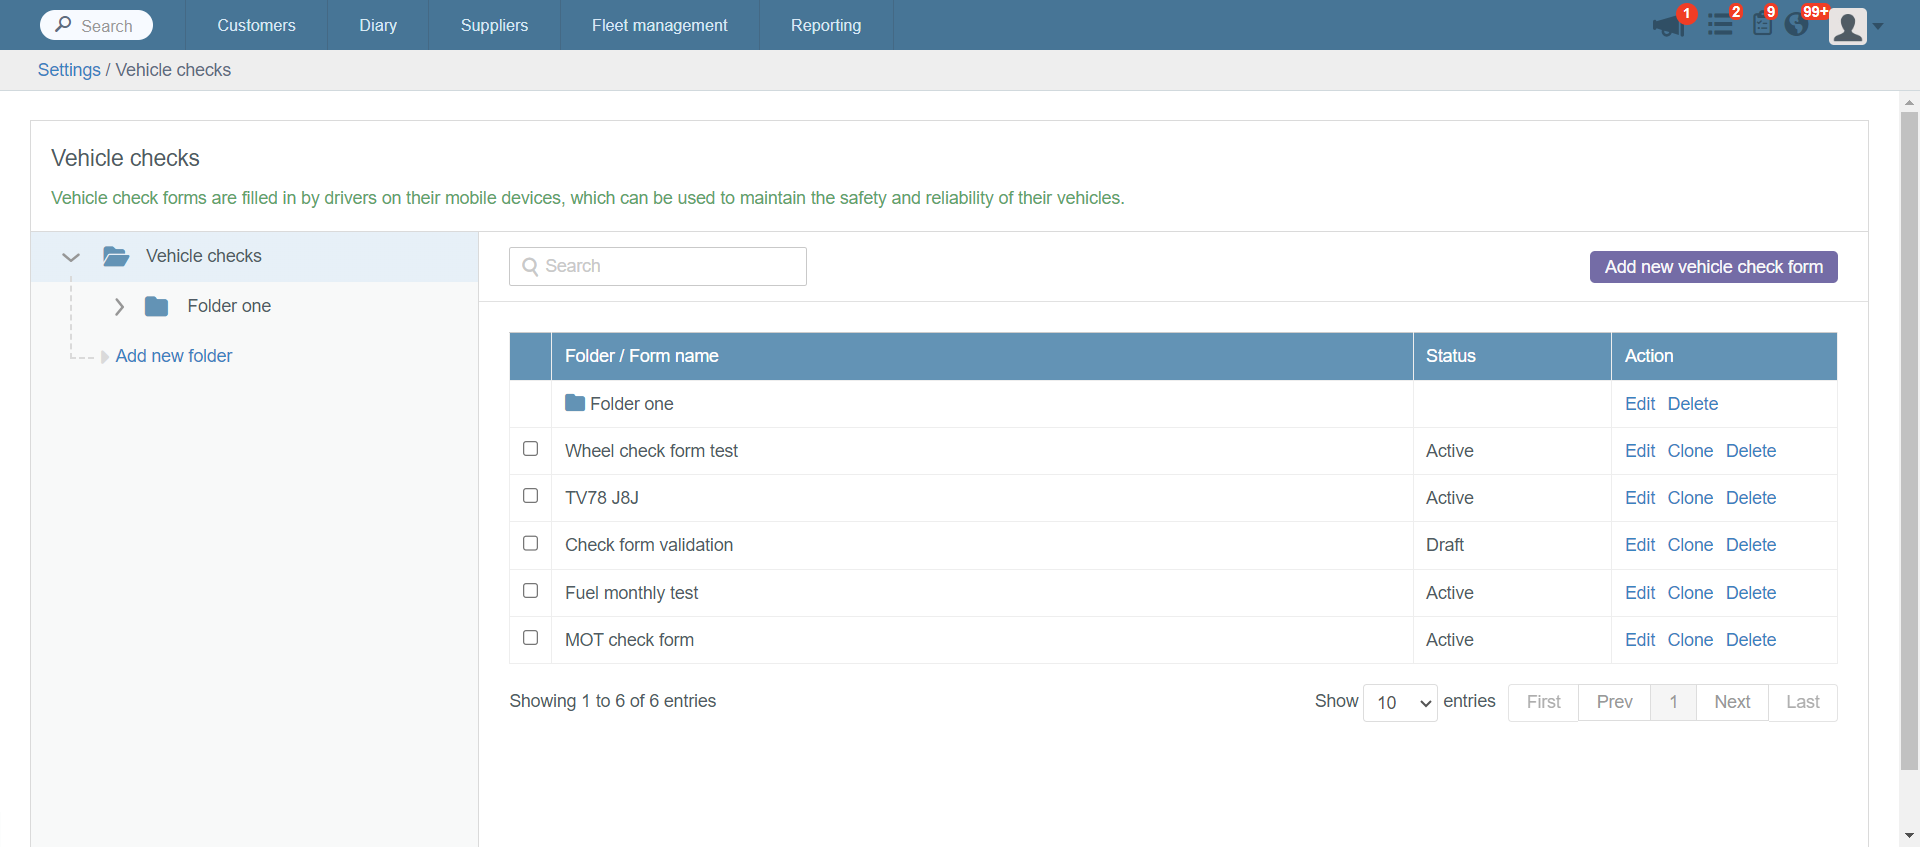 Search
Customers
Diary
Suppliers
Fleet management
Reporting
1
2
9
99+
Settings / Vehicle checks
Vehicle checks
Vehicle check forms are filled in by drivers on their mobile devices, which can be used to maintain the safety and reliability of their vehicles.
Vehicle checks
Folder one
Add new folder
Search
Add new vehicle check form
Folder / Form name Status Action
Folder one Edit Delete
Wheel check form test Active Edit Clone Delete
TV78 J8J Active Edit Clone Delete
Check form validation Draft Edit Clone Delete
Fuel monthly test Active Edit Clone Delete
MOT check form Active Edit Clone Delete
Showing 1 to 6 of 6 entries
Show 10 entries
First Prev 1 Next Last